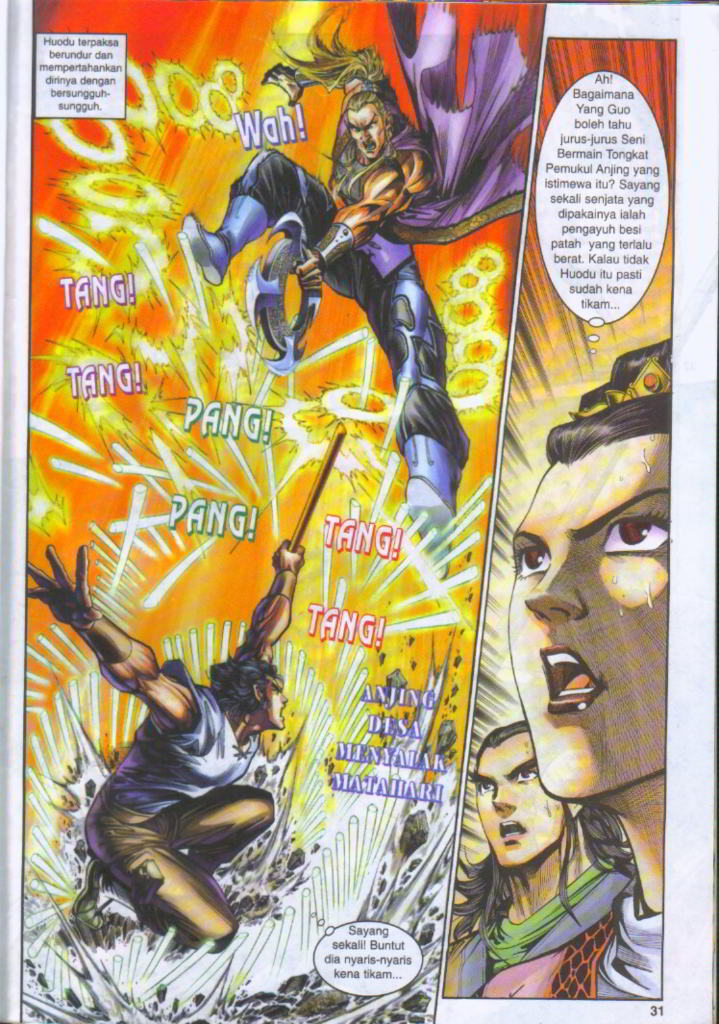 Huodu terpaksa
berundur dan
mempertahankan
dirinya dengan
bersungguh-
sungguh.
Wah!
TANG!
TANG!
PANG!
PANG!
TANG!
TANG!
ANJING
DESA
MENYALAK
MATAHARI
Sayang
sekali! Buntut
dia nyaris-nyaris
kena tikam...
Ah!
Bagaimana
Yang Guo
boleh tahu
jurus-jurus Seni
Bermain Tongkat
Pemukul Anjing yang
istimewa itu? Sayang
sekali senjata yang
dipakainya ialah
pengayuh besi
patah yang terlalu
berat. Kalau tidak
Huodu itu pasti
sudah kena
tikam...
31